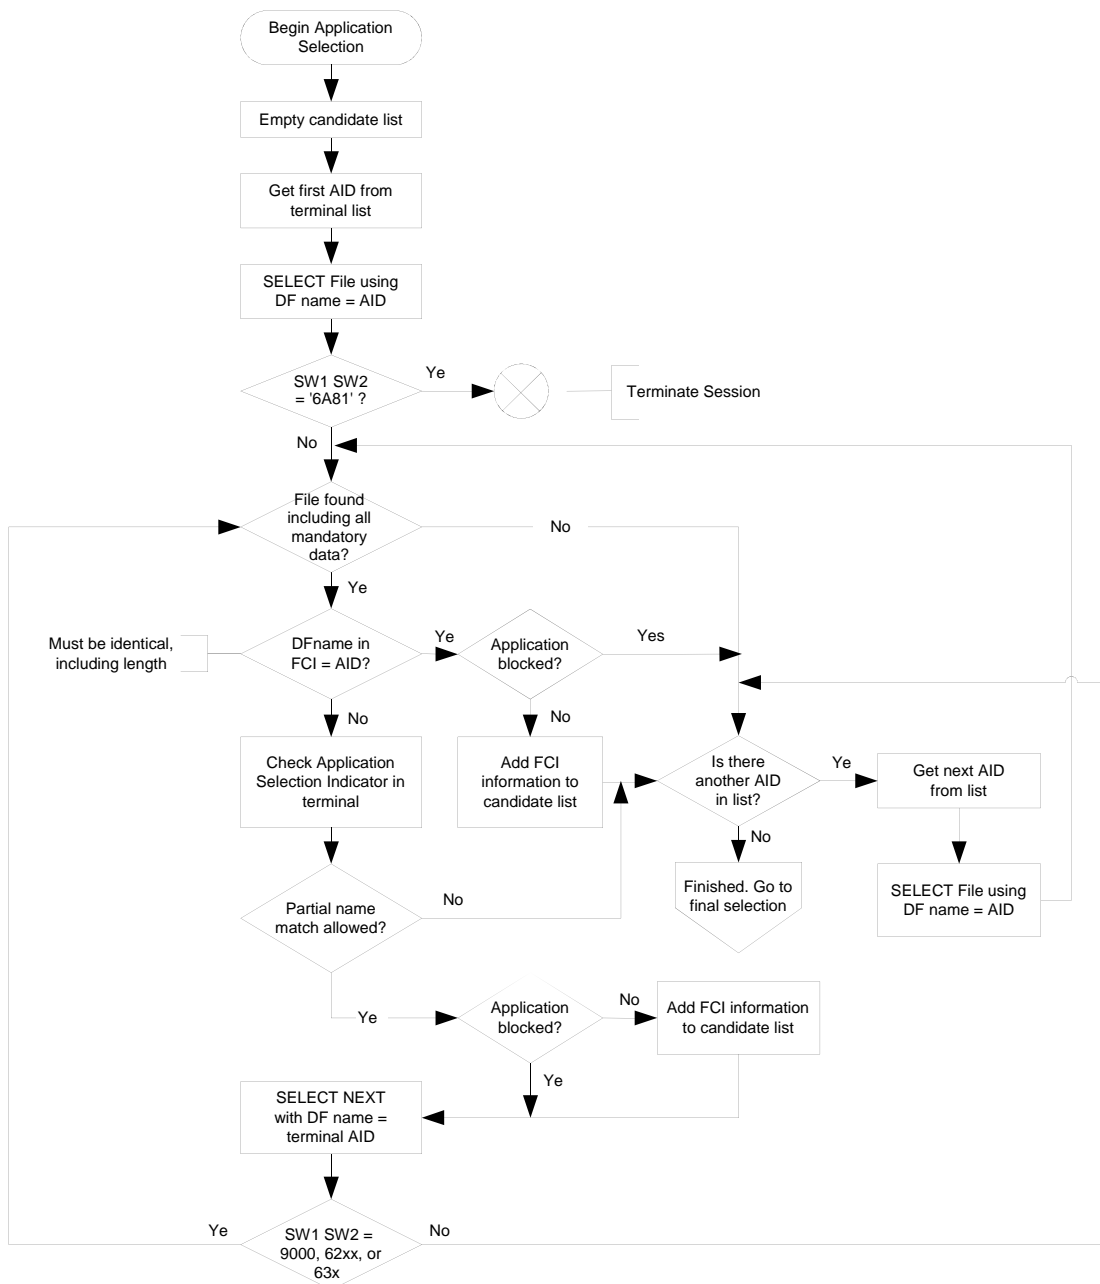 Begin Application
Selection
Empty candidate list
Get first AID from
terminal list
SELECT File using
DF name = AID
SW1 SW2
= '6A81' ?
Ye
Terminate Session
No
File found
including all
mandatory
data?
No
Ye
Must be identical,
including length
DFname in
FCI = AID?
Ye
Application
blocked?
Yes
No
No
Check Application
Selection Indicator in
terminal
Add FCI
information to
candidate list
Is there
another AID
in list?
Ye
Get next AID
from list
No
Finished. Go to
final selection
SELECT File using
DF name = AID
Partial name
match allowed?
No
Ye
Application
blocked?
No
Add FCI information
to candidate list
Ye
SELECT NEXT
with DF name =
terminal AID
Ye
SW1 SW2 =
9000, 62xx, or
63x
No